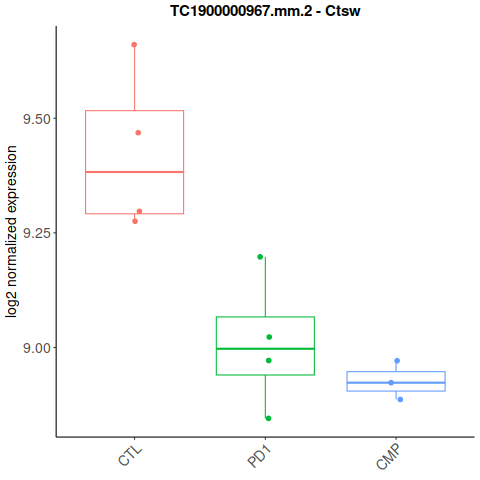 TC1900000967.mm.2 - Ctsw
log2 normalized expression
9.50
9.25
9.00
CTL
PD1
CMP